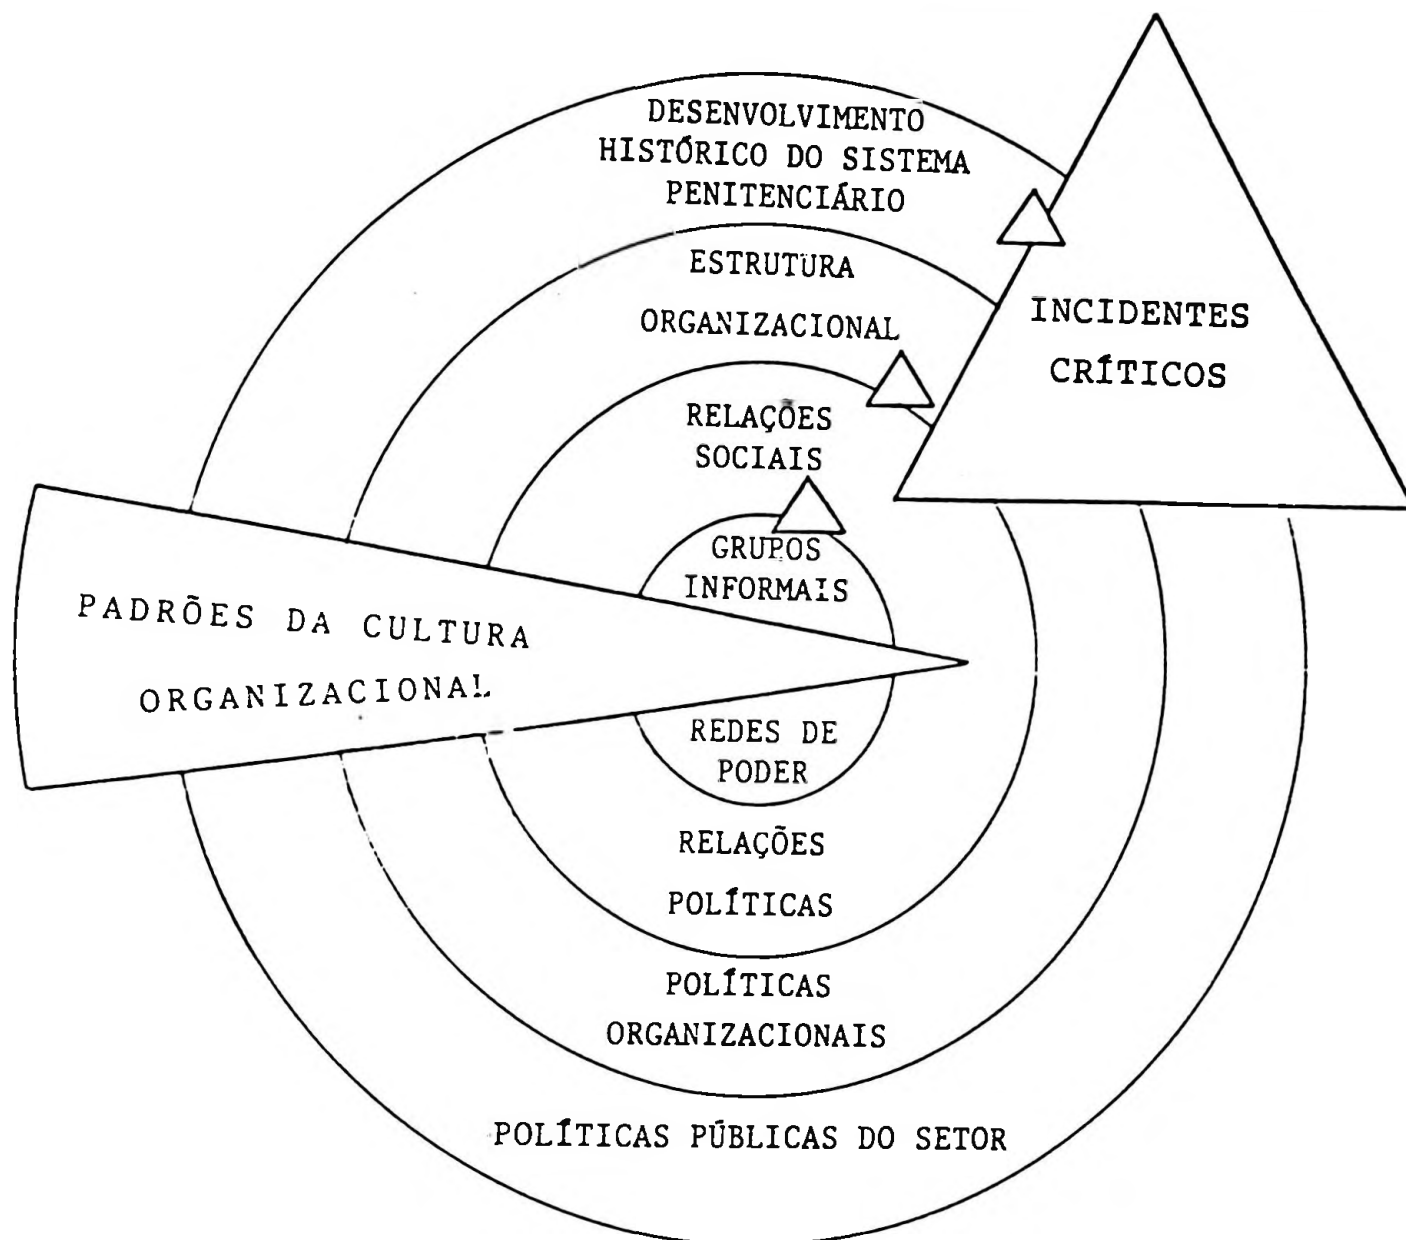 DESENVOLVIMENTO
HISTÓRICO DO SISTEMA
PENITENCIÁRIO
ESTRUTURA
ORGANIZACIONAL
INCIDENTES
CRÍTICOS
RELAÇÕES
SOCIAIS
GRUPOS
INFORMAIS
PADRÕES DA CULTURA
ORGANIZACIONAL
REDES DE
PODER
RELAÇÕES
POLÍTICAS
POLÍTICAS
ORGANIZACIONAIS
POLÍTICAS PÚBLICAS DO SETOR